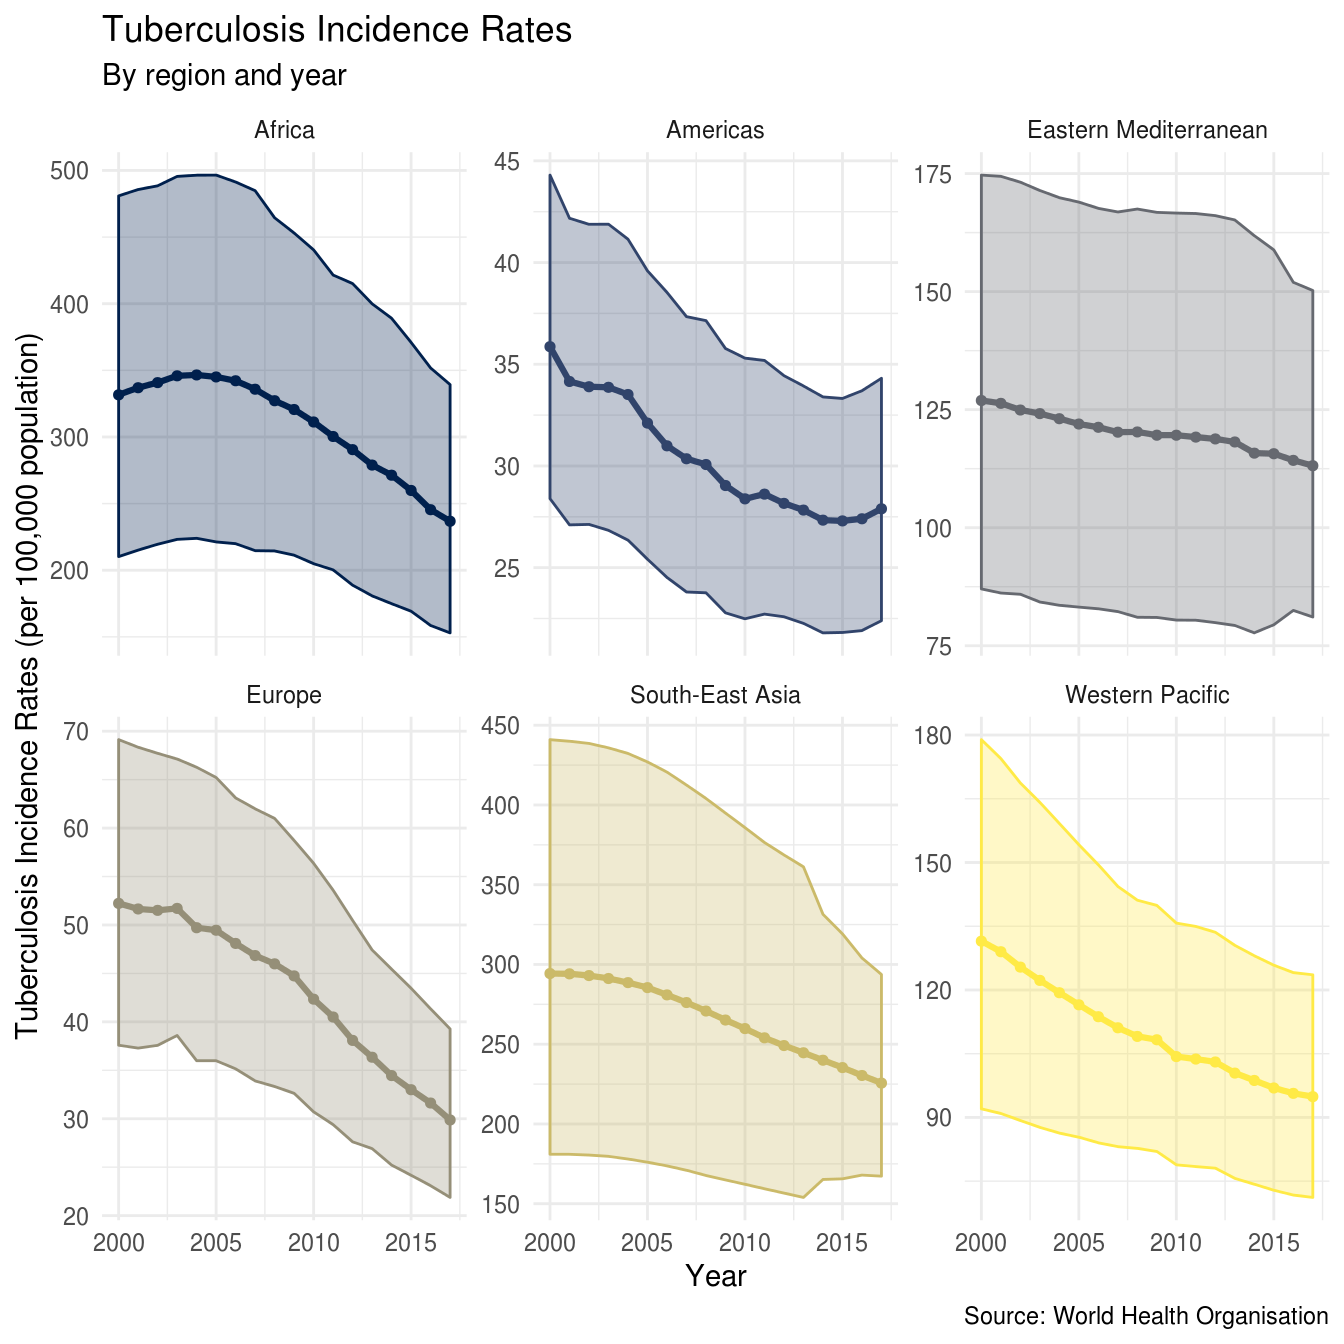 Tuberculosis Incidence Rates
By region and year
Tuberculosis Incidence Rates (per 100,000 population)
Africa
500
400
300
200
Americas
45
40
35
30
25
Eastern Mediterranean
175
150
125
100
75
Europe
70
60
50
40
30
20
2000 2005 2010 2015
South-East Asia
450
400
350
300
250
200
150
2000 2005 2010 2015
Western Pacific
180
150
120
90
2000 2005 2010 2015
Year
Source: World Health Organisation